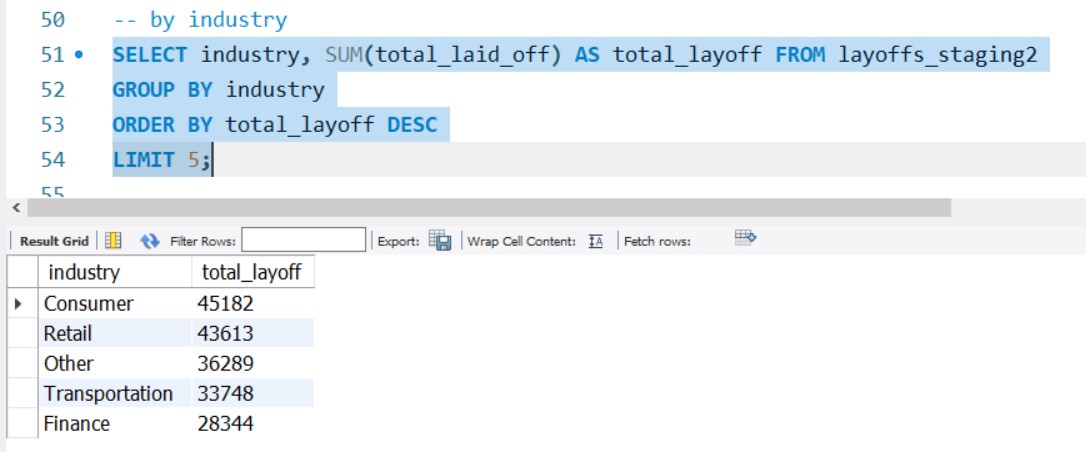 50 -- by industry
51 SELECT industry, SUM(total_laid_off) AS total_layoff FROM layoffs_staging2
52 GROUP BY industry
53 ORDER BY total_layoff DESC
54 LIMIT 5;
55
Result Grid Filter Rows: Export: Wrap Cell Content: IA Fetch rows:
industry total_layoff
Consumer 45182
Retail 43613
Other 36289
Transportation 33748
Finance 28344